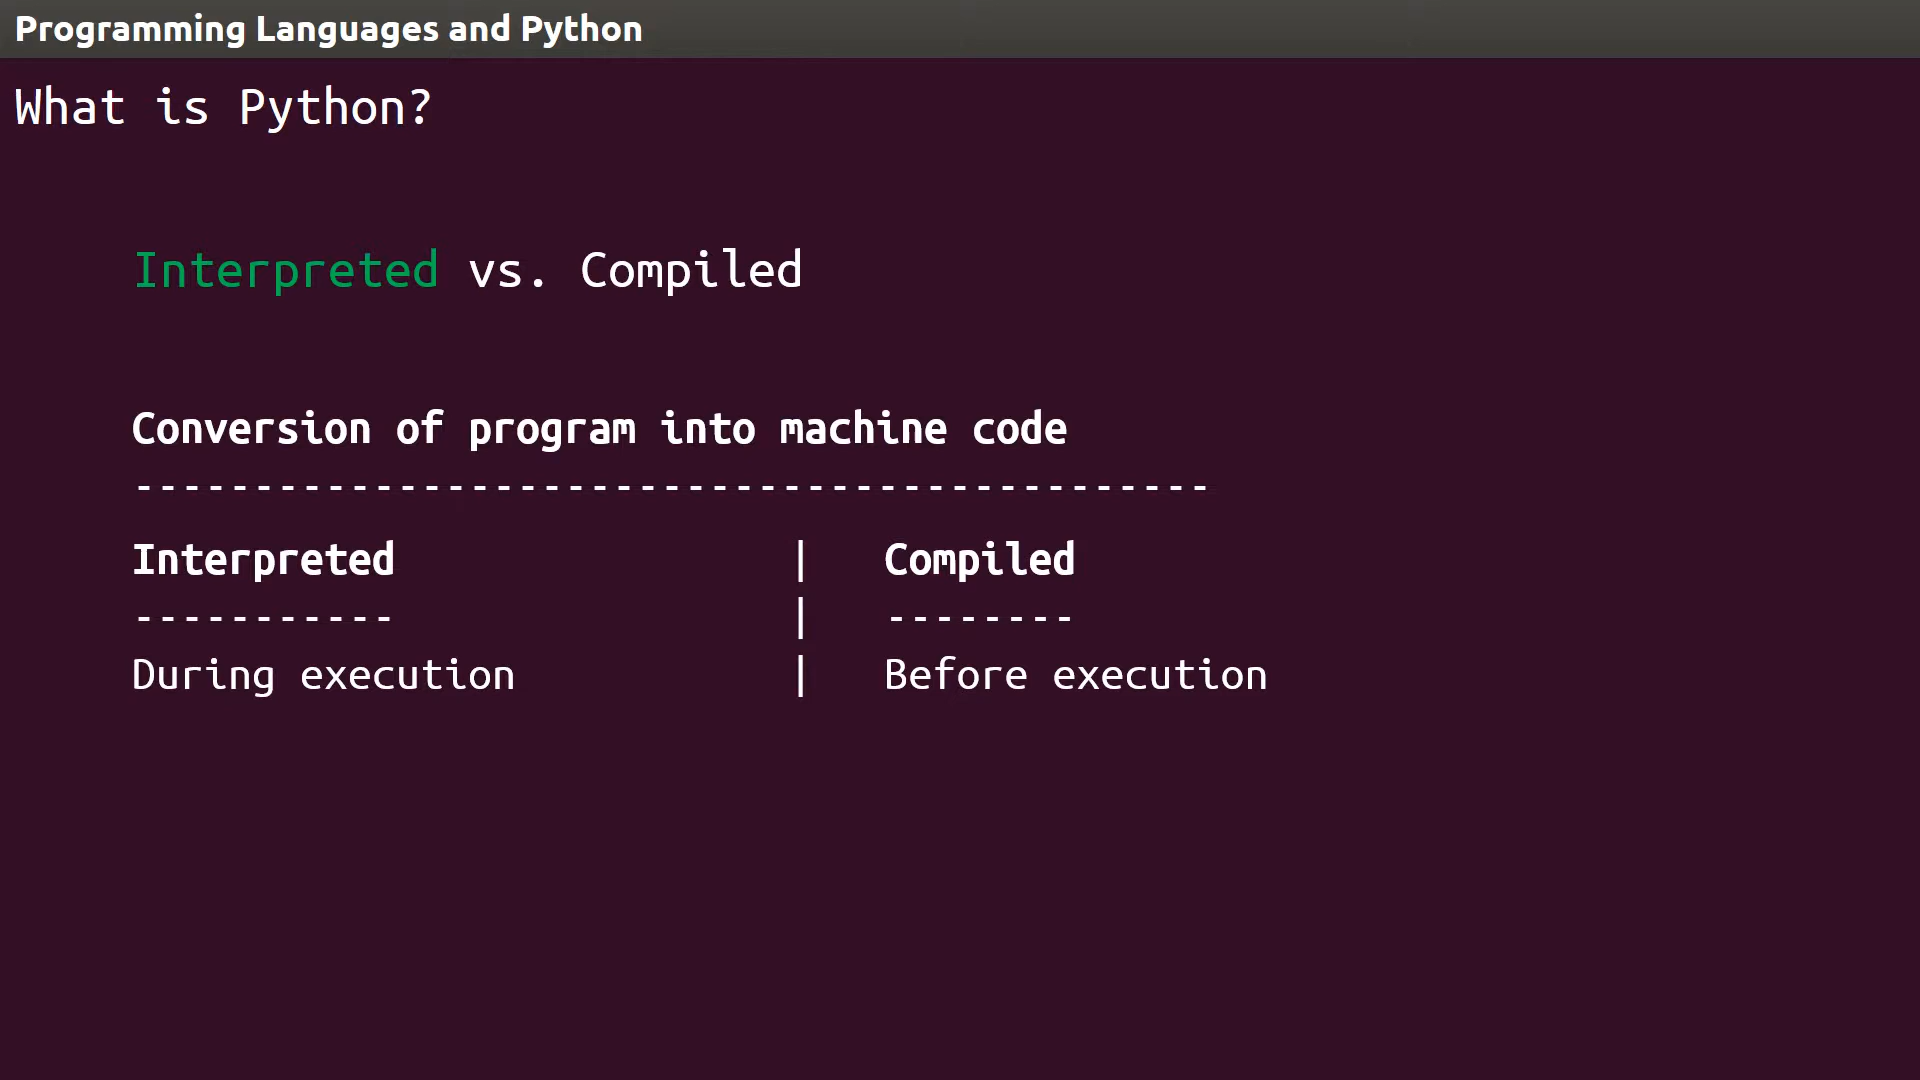 Programming Languages and Python
What is Python?
Interpreted vs. Compiled
Conversion of program into machine code
---------------------------------------------
Interpreted | Compiled
----------- | --------
During execution | Before execution